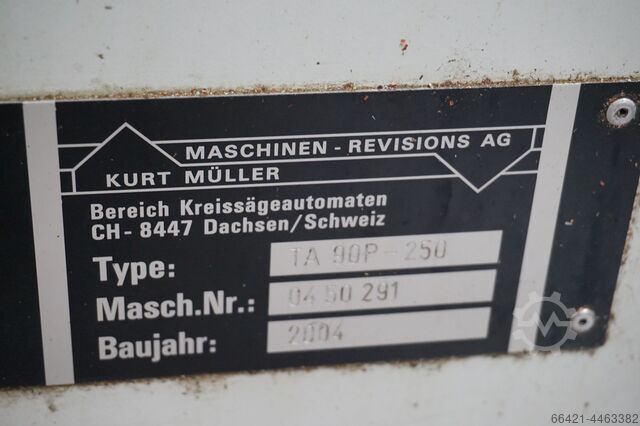 MASCHINEN - REVISIONS AG
KURT MÜLLER
Bereich Kreissägeautomaten
CH- 8447 Dachsen/Schweiz
Type: TA 90P-250
Masch.Nr.: 04 50 291
Baujahr: 2004
66421-4463382